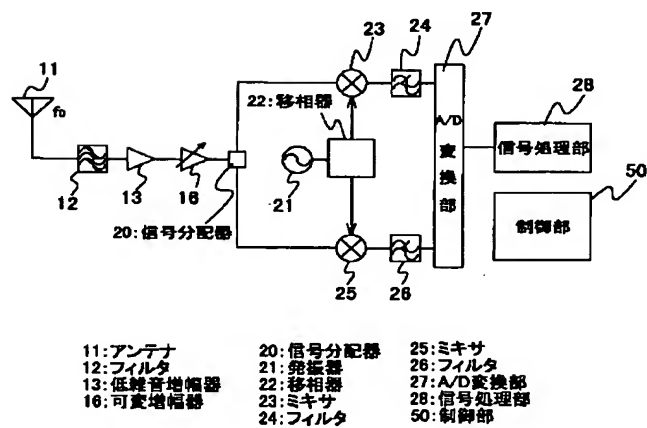 11
f₀
12
13
16
20:信号分配器
21
22:移相器
23
24
25
26
27
A/D変換部
28
信号処理部
50
制御部
11:アンテナ
12:フィルタ
13:低雑音増幅器
16:可変増幅器
20:信号分配器
21:発振器
22:移相器
23:ミキサ
24:フィルタ
25:ミキサ
26:フィルタ
27:A/D変換部
28:信号処理部
50:制御部